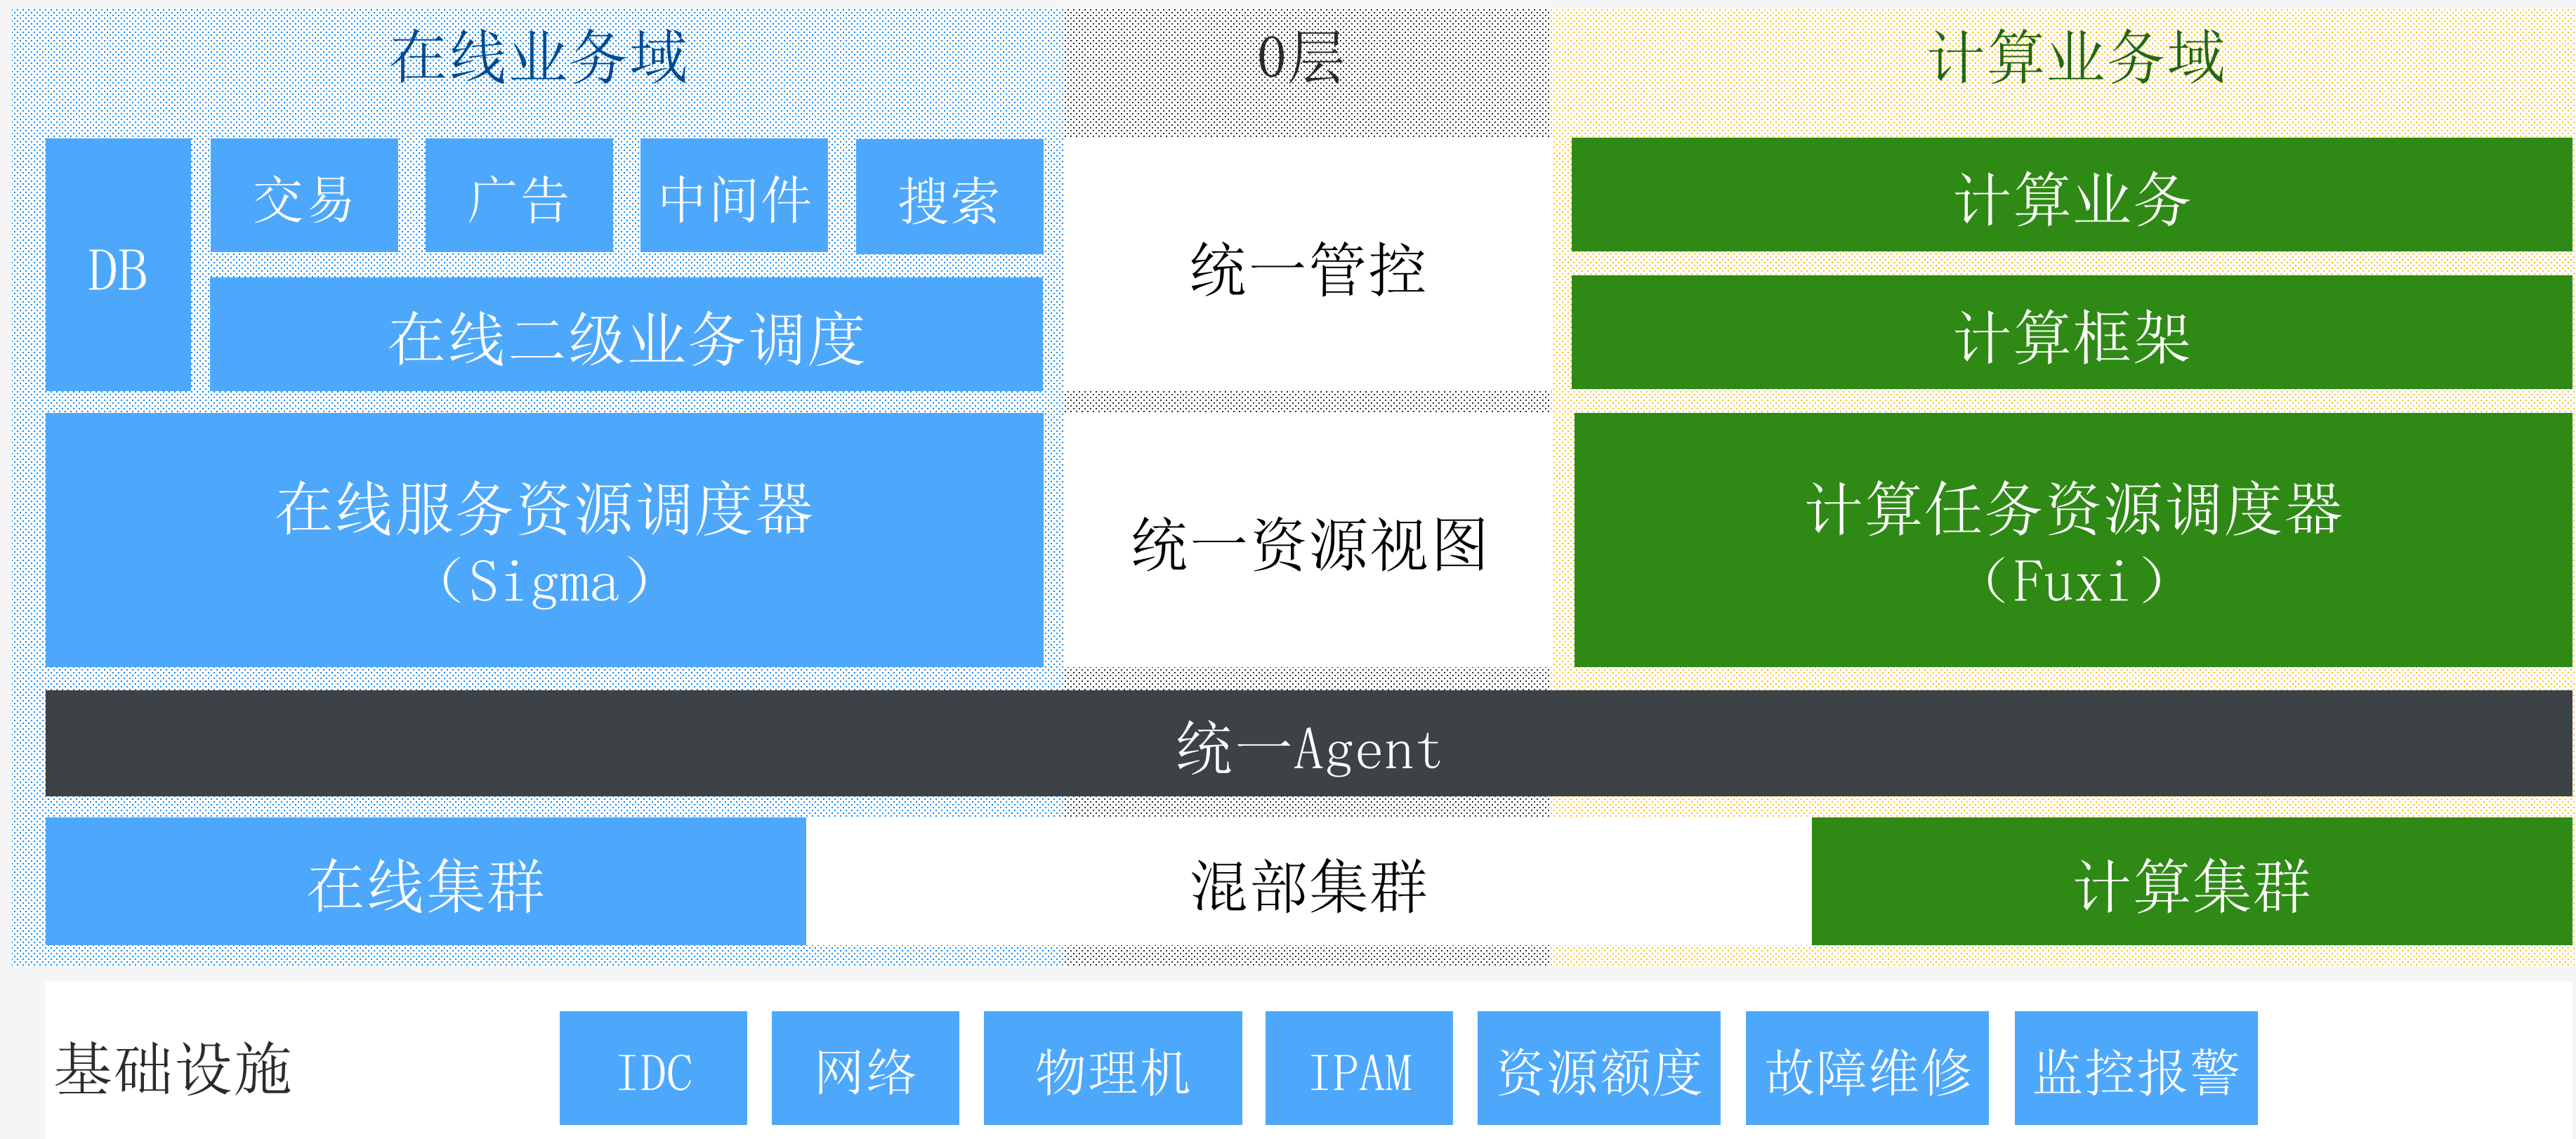 在线业务域
0层
计算业务域
DB
交易
广告
中间件
搜索
在线二级业务调度
统一管控
计算业务
计算框架
在线服务资源调度器
（Sigma）
统一资源视图
计算任务资源调度器
（Fuxi）
统一Agent
在线集群
混部集群
计算集群
基础设施
IDC
网络
物理机
IPAM
资源额度
故障维修
监控报警